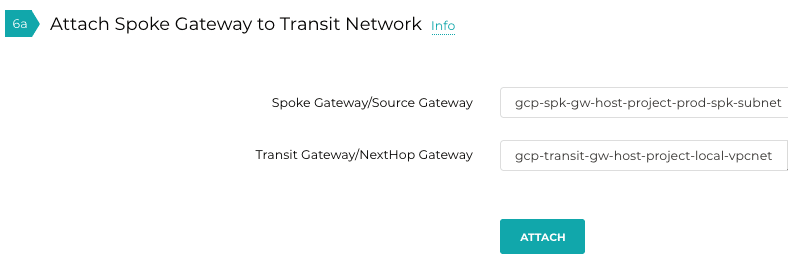 6a Attach Spoke Gateway to Transit Network Info
Spoke Gateway/Source Gateway gcp-spk-gw-host-project-prod-spk-subnet
Transit Gateway/NextHop Gateway gcp-transit-gw-host-project-local-vpcnet
ATTACH